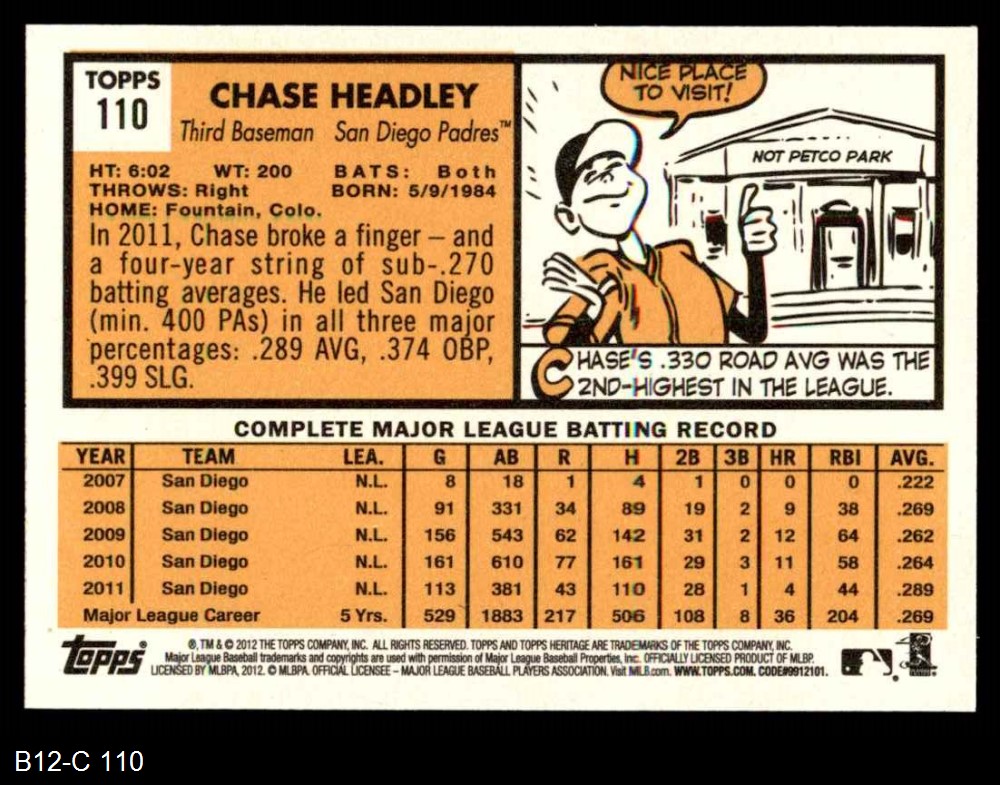 TOPPS
110
CHASE HEADLEY
Third Baseman San Diego Padres™
HT: 6:02 WT: 200 BATS: Both
THROWS: Right BORN: 5/9/1984
HOME: Fountain, Colo.
In 2011, Chase broke a finger – and
a four-year string of sub-.270
batting averages. He led San Diego
(min. 400 PAs) in all three major
percentages: .289 AVG, .374 OBP,
.399 SLG.
NICE PLACE
TO VISIT!
NOT PETCO PARK
CHASE'S .330 ROAD AVG WAS THE
2ND-HIGHEST IN THE LEAGUE.
COMPLETE MAJOR LEAGUE BATTING RECORD
YEAR TEAM LEA. G AB R H 2B 3B HR RBI AVG.
2007 San Diego N.L. 8 18 1 4 1 0 0 0 .222
2008 San Diego N.L. 91 331 34 89 19 2 9 38 .269
2009 San Diego N.L. 156 543 62 142 31 2 12 64 .262
2010 San Diego N.L. 161 610 77 161 29 3 11 58 .264
2011 San Diego N.L. 113 381 43 110 28 1 4 44 .289
Major League Career 5 Yrs. 529 1883 217 506 108 8 36 204 .269
Topps®
®, TM & © 2012 THE TOPPS COMPANY, INC. ALL RIGHTS RESERVED. TOPPS AND TOPPS HERITAGE ARE TRADEMARKS OF THE TOPPS COMPANY, INC.
Major League Baseball trademarks and copyrights are used with permission of Major League Baseball Properties, Inc. OFFICIALLY LICENSED PRODUCT OF MLBP.
LICENSED BY MLBPA, 2012. © MLBPA. OFFICIAL LICENSEE – MAJOR LEAGUE BASEBALL PLAYERS ASSOCIATION. Visit MLB.com. WWW.TOPPS.COM. CODE#9912101.
B12-C 110